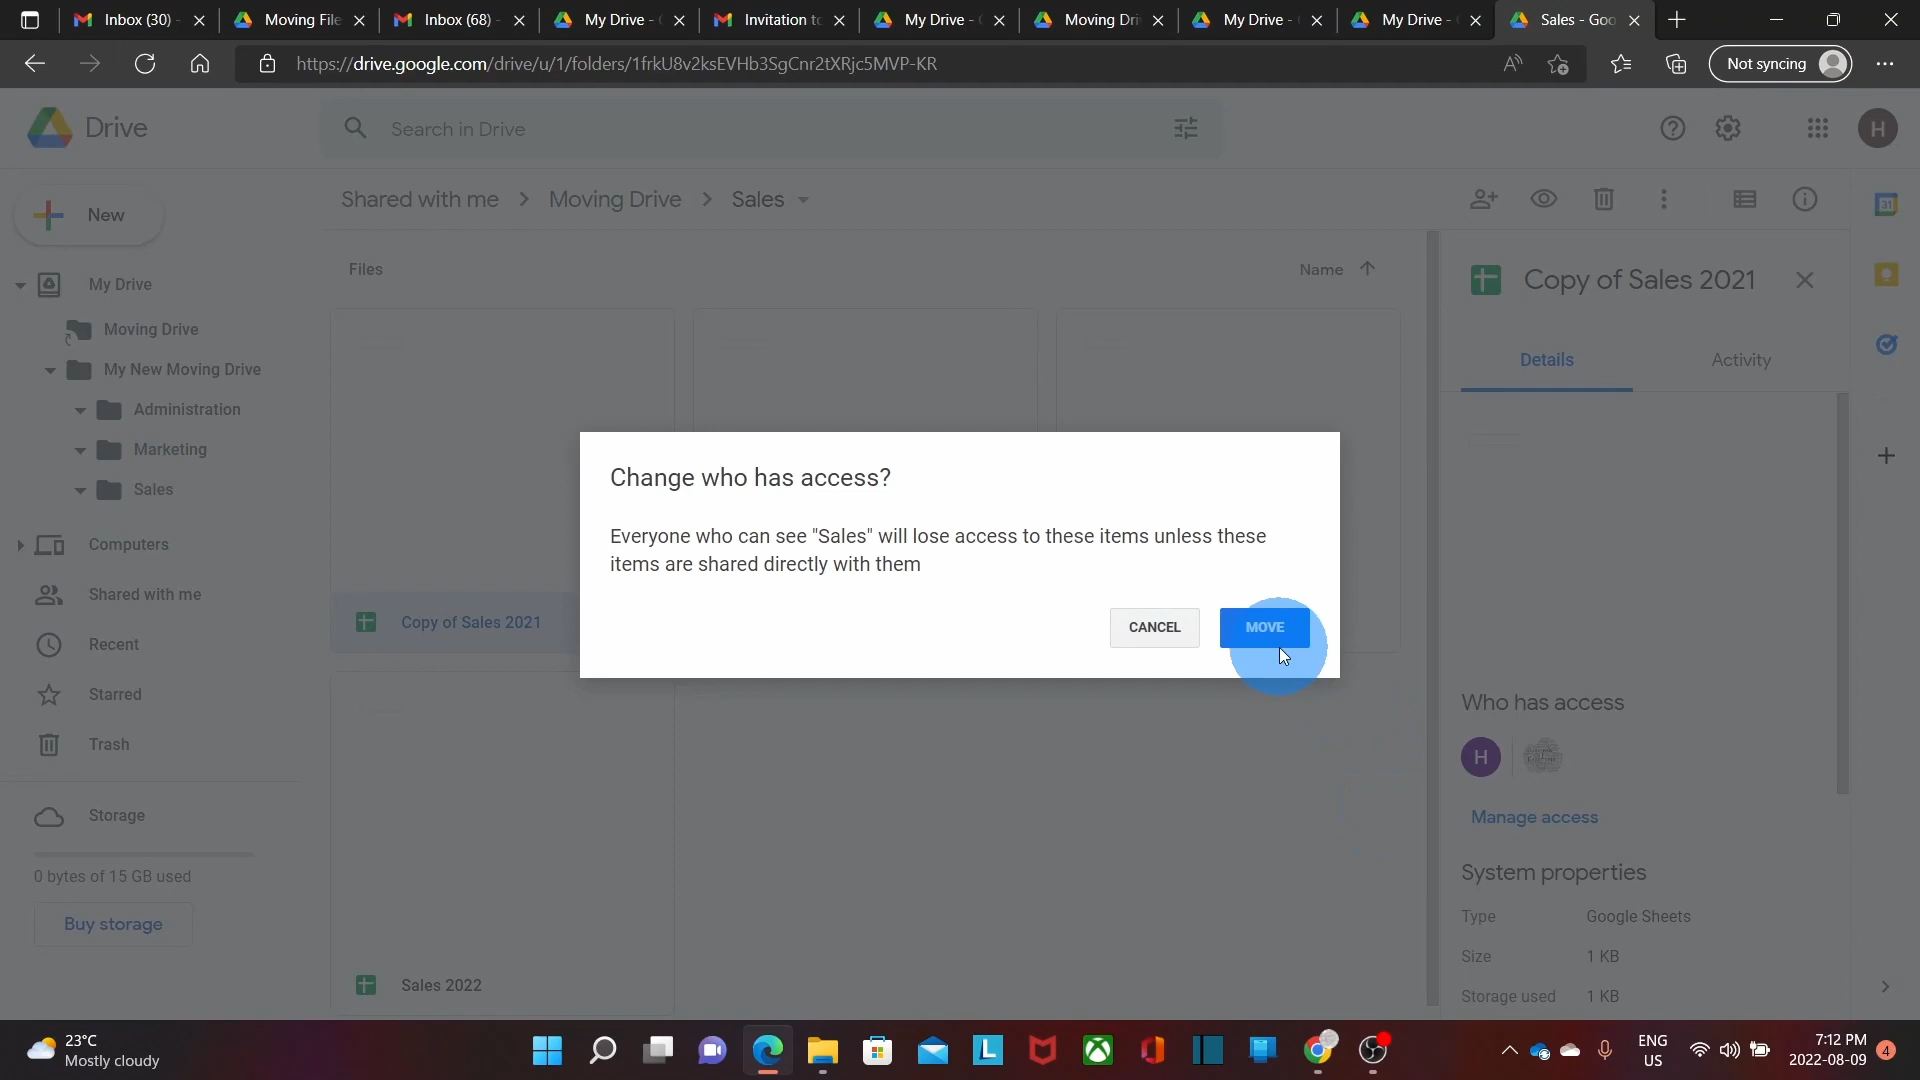 Inbox (30) -
Moving File
Inbox (68) -
My Drive -
Invitation to
My Drive -
Moving Dri
My Drive -
My Drive -
Sales - Goo
https://drive.google.com/drive/u/1/folders/1frkU8v2ksEVHb3SgCnr2tXRjc5MVP-KR
Not syncing
Drive
Search in Drive
H
New
Shared with me > Moving Drive > Sales
31
My Drive
Moving Drive
My New Moving Drive
Administration
Marketing
Sales
Computers
Shared with me
Recent
Starred
Trash
Storage
0 bytes of 15 GB used
Buy storage
Files
Name
Copy of Sales 2021
Sales 2022
Change who has access?
Everyone who can see "Sales" will lose access to these items unless these
items are shared directly with them
CANCEL
MOVE
Copy of Sales 2021
Details
Activity
Who has access
H
Manage access
System properties
Type Google Sheets
Size 1 KB
Storage used 1 KB
23°C
Mostly cloudy
L
ENG
US
7:12 PM
2022-08-09
4